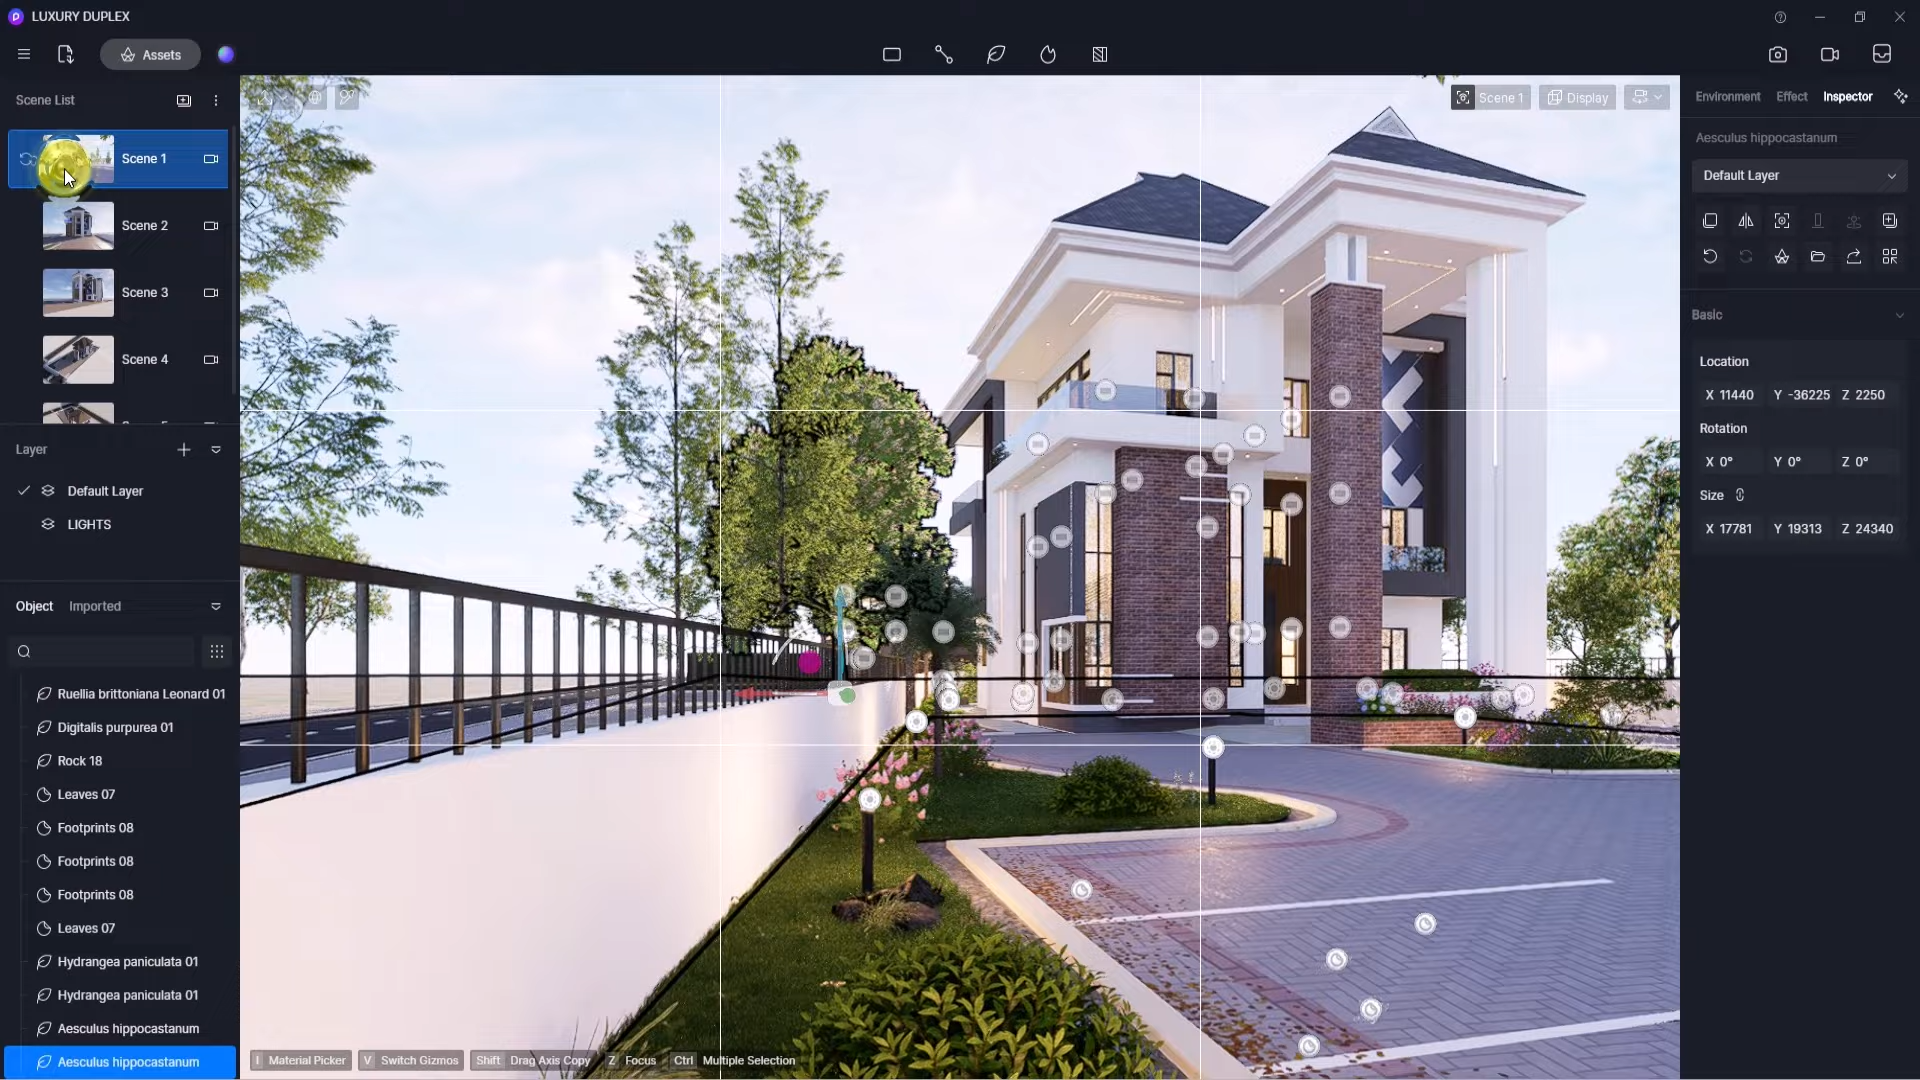 LUXURY DUPLEX
Assets
Scene List
Scene 1
Scene 2
Scene 3
Scene 4
Layer
Default Layer
LIGHTS
Object Imported
Ruellia brittoniana Leonard 01
Digitalis purpurea 01
Rock 18
Leaves 07
Footprints 08
Footprints 08
Footprints 08
Leaves 07
Hydrangea paniculata 01
Hydrangea paniculata 01
Aesculus hippocastanum
Aesculus hippocastanum
Scene 1 Display
I Material Picker V Switch Gizmos Shift Drag Axis Copy Z Focus Ctrl Multiple Selection
Environment Effect Inspector
Aesculus hippocastanum
Default Layer
Basic
Location
X 11440 Y -36225 Z 2250
Rotation
X 0° Y 0° Z 0°
Size
X 17781 Y 19313 Z 24340